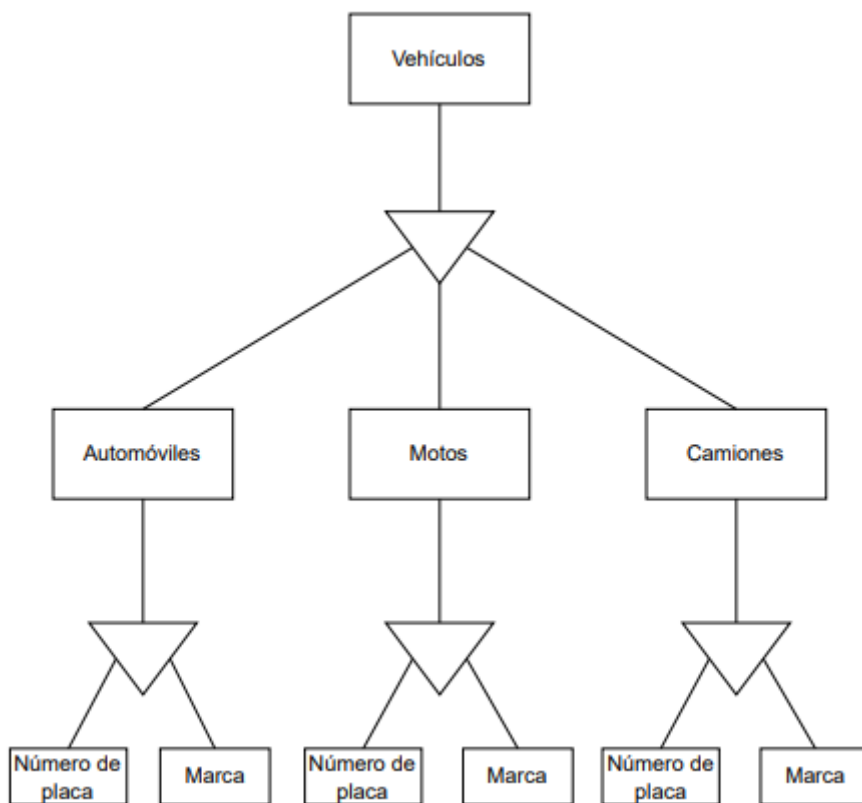 Vehículos
Automóviles
Motos
Camiones
Número de
placa
Marca
Número de
placa
Marca
Número de
placa
Marca